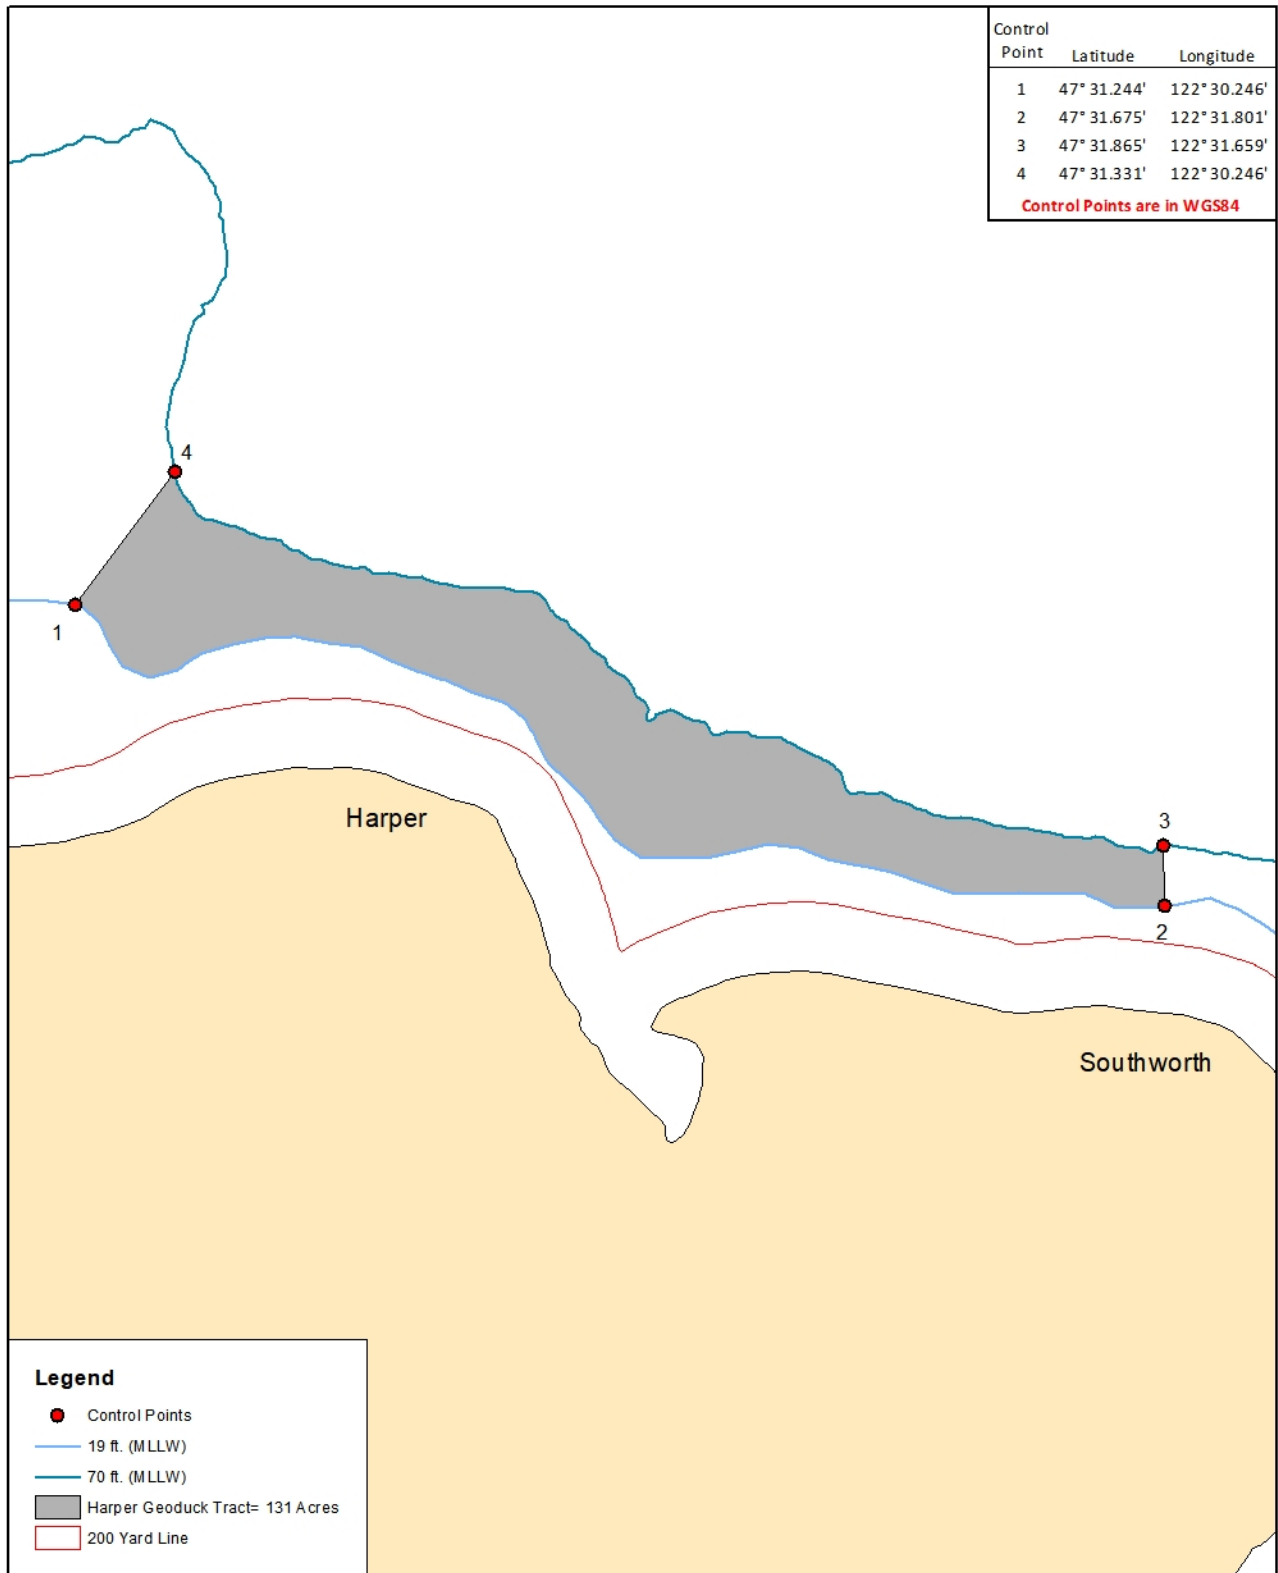 Control
Point Latitude Longitude
1 47° 31.244' 122° 30.246'
2 47° 31.675' 122° 31.801'
3 47° 31.865' 122° 31.659'
4 47° 31.331' 122° 30.246'
Control Points are in WGS84
4
1
Harper
3
2
Southworth
Legend
Control Points
19 ft. (MLLW)
70 ft. (MLLW)
Harper Geoduck Tract= 131 Acres
200 Yard Line